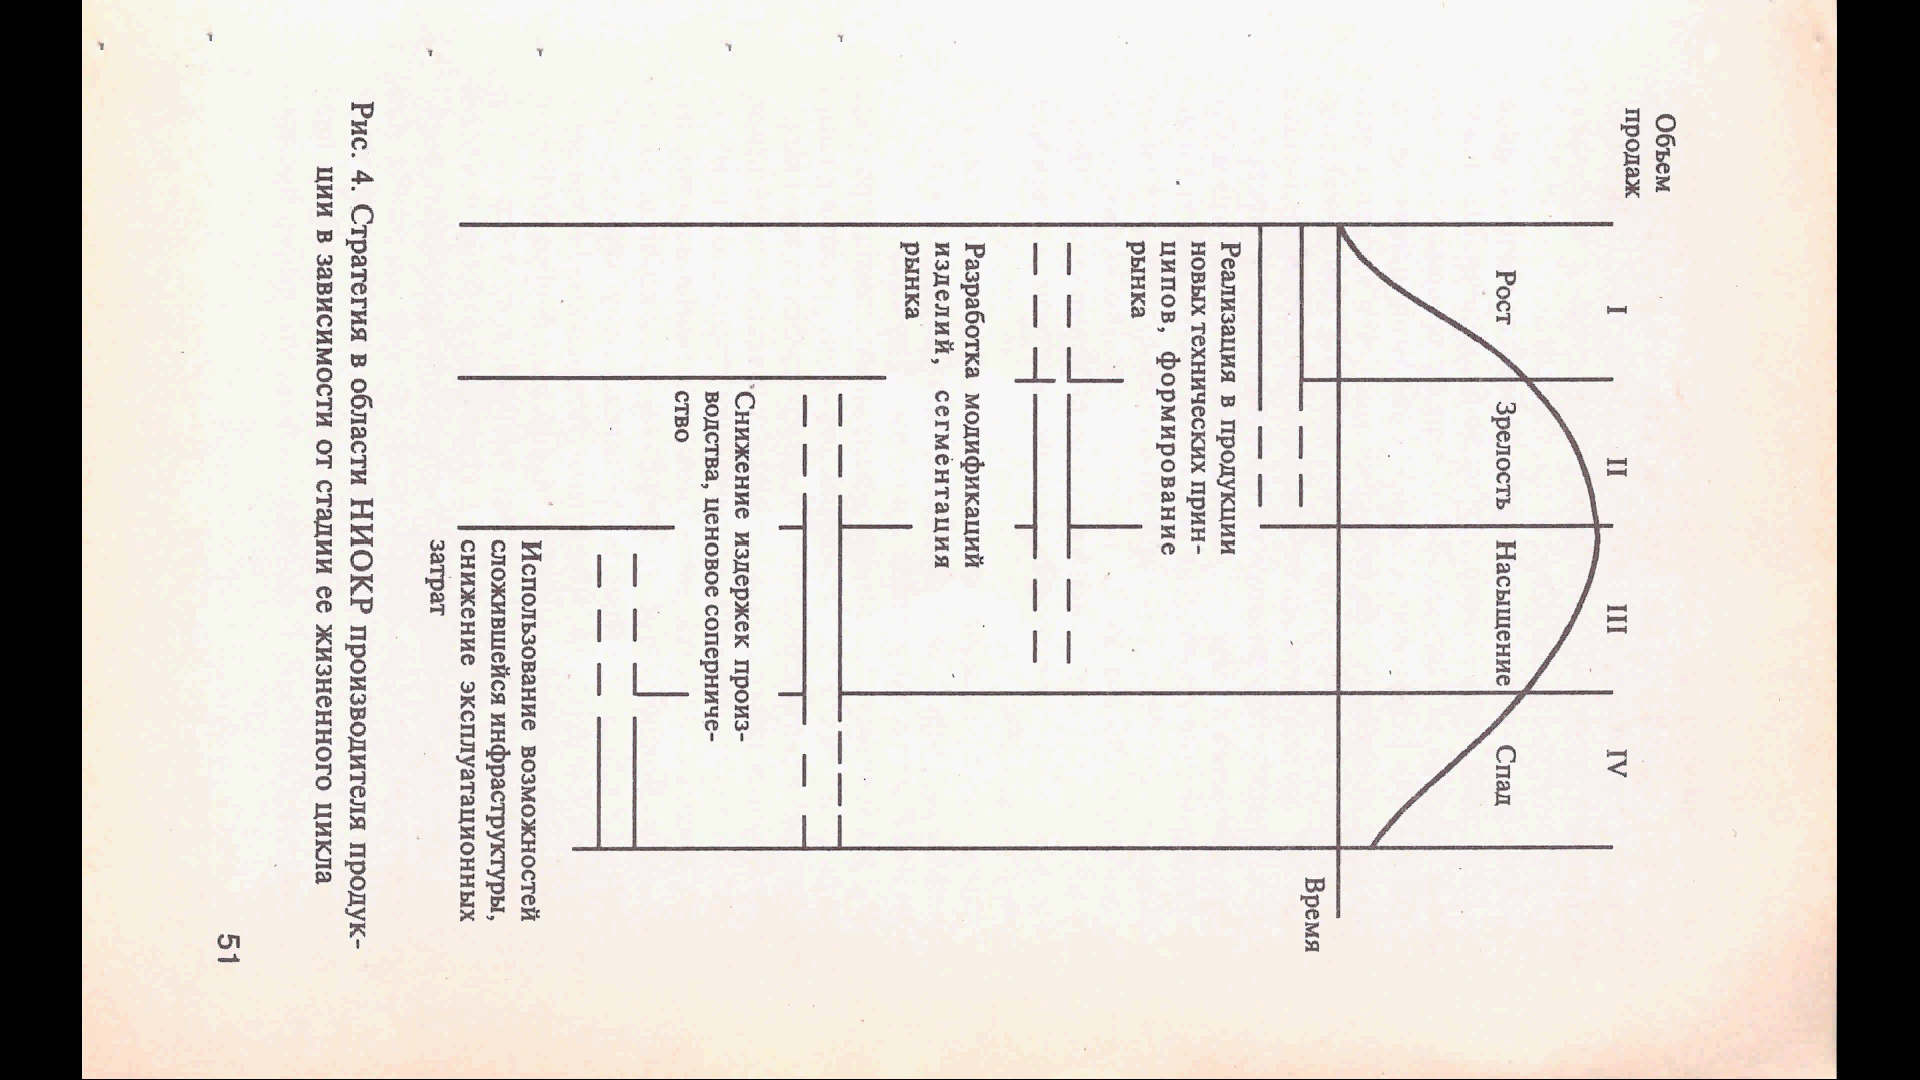 Объем
продаж
I
II
III
IV
Рост
Зрелость
Насыщение
Спад
Время
Реализация в продукции
новых технических прин-
ципов, формирование
рынка
Разработка модификаций
изделий, сегментация
рынка
Снижение издержек произ-
водства, ценовое соперниче-
ство
Использование возможностей
сложившейся инфраструктуры,
снижение эксплуатационных
затрат
Рис. 4. Стратегия в области НИОКР производителя продук-
ции в зависимости от стадии ее жизненного цикла
51